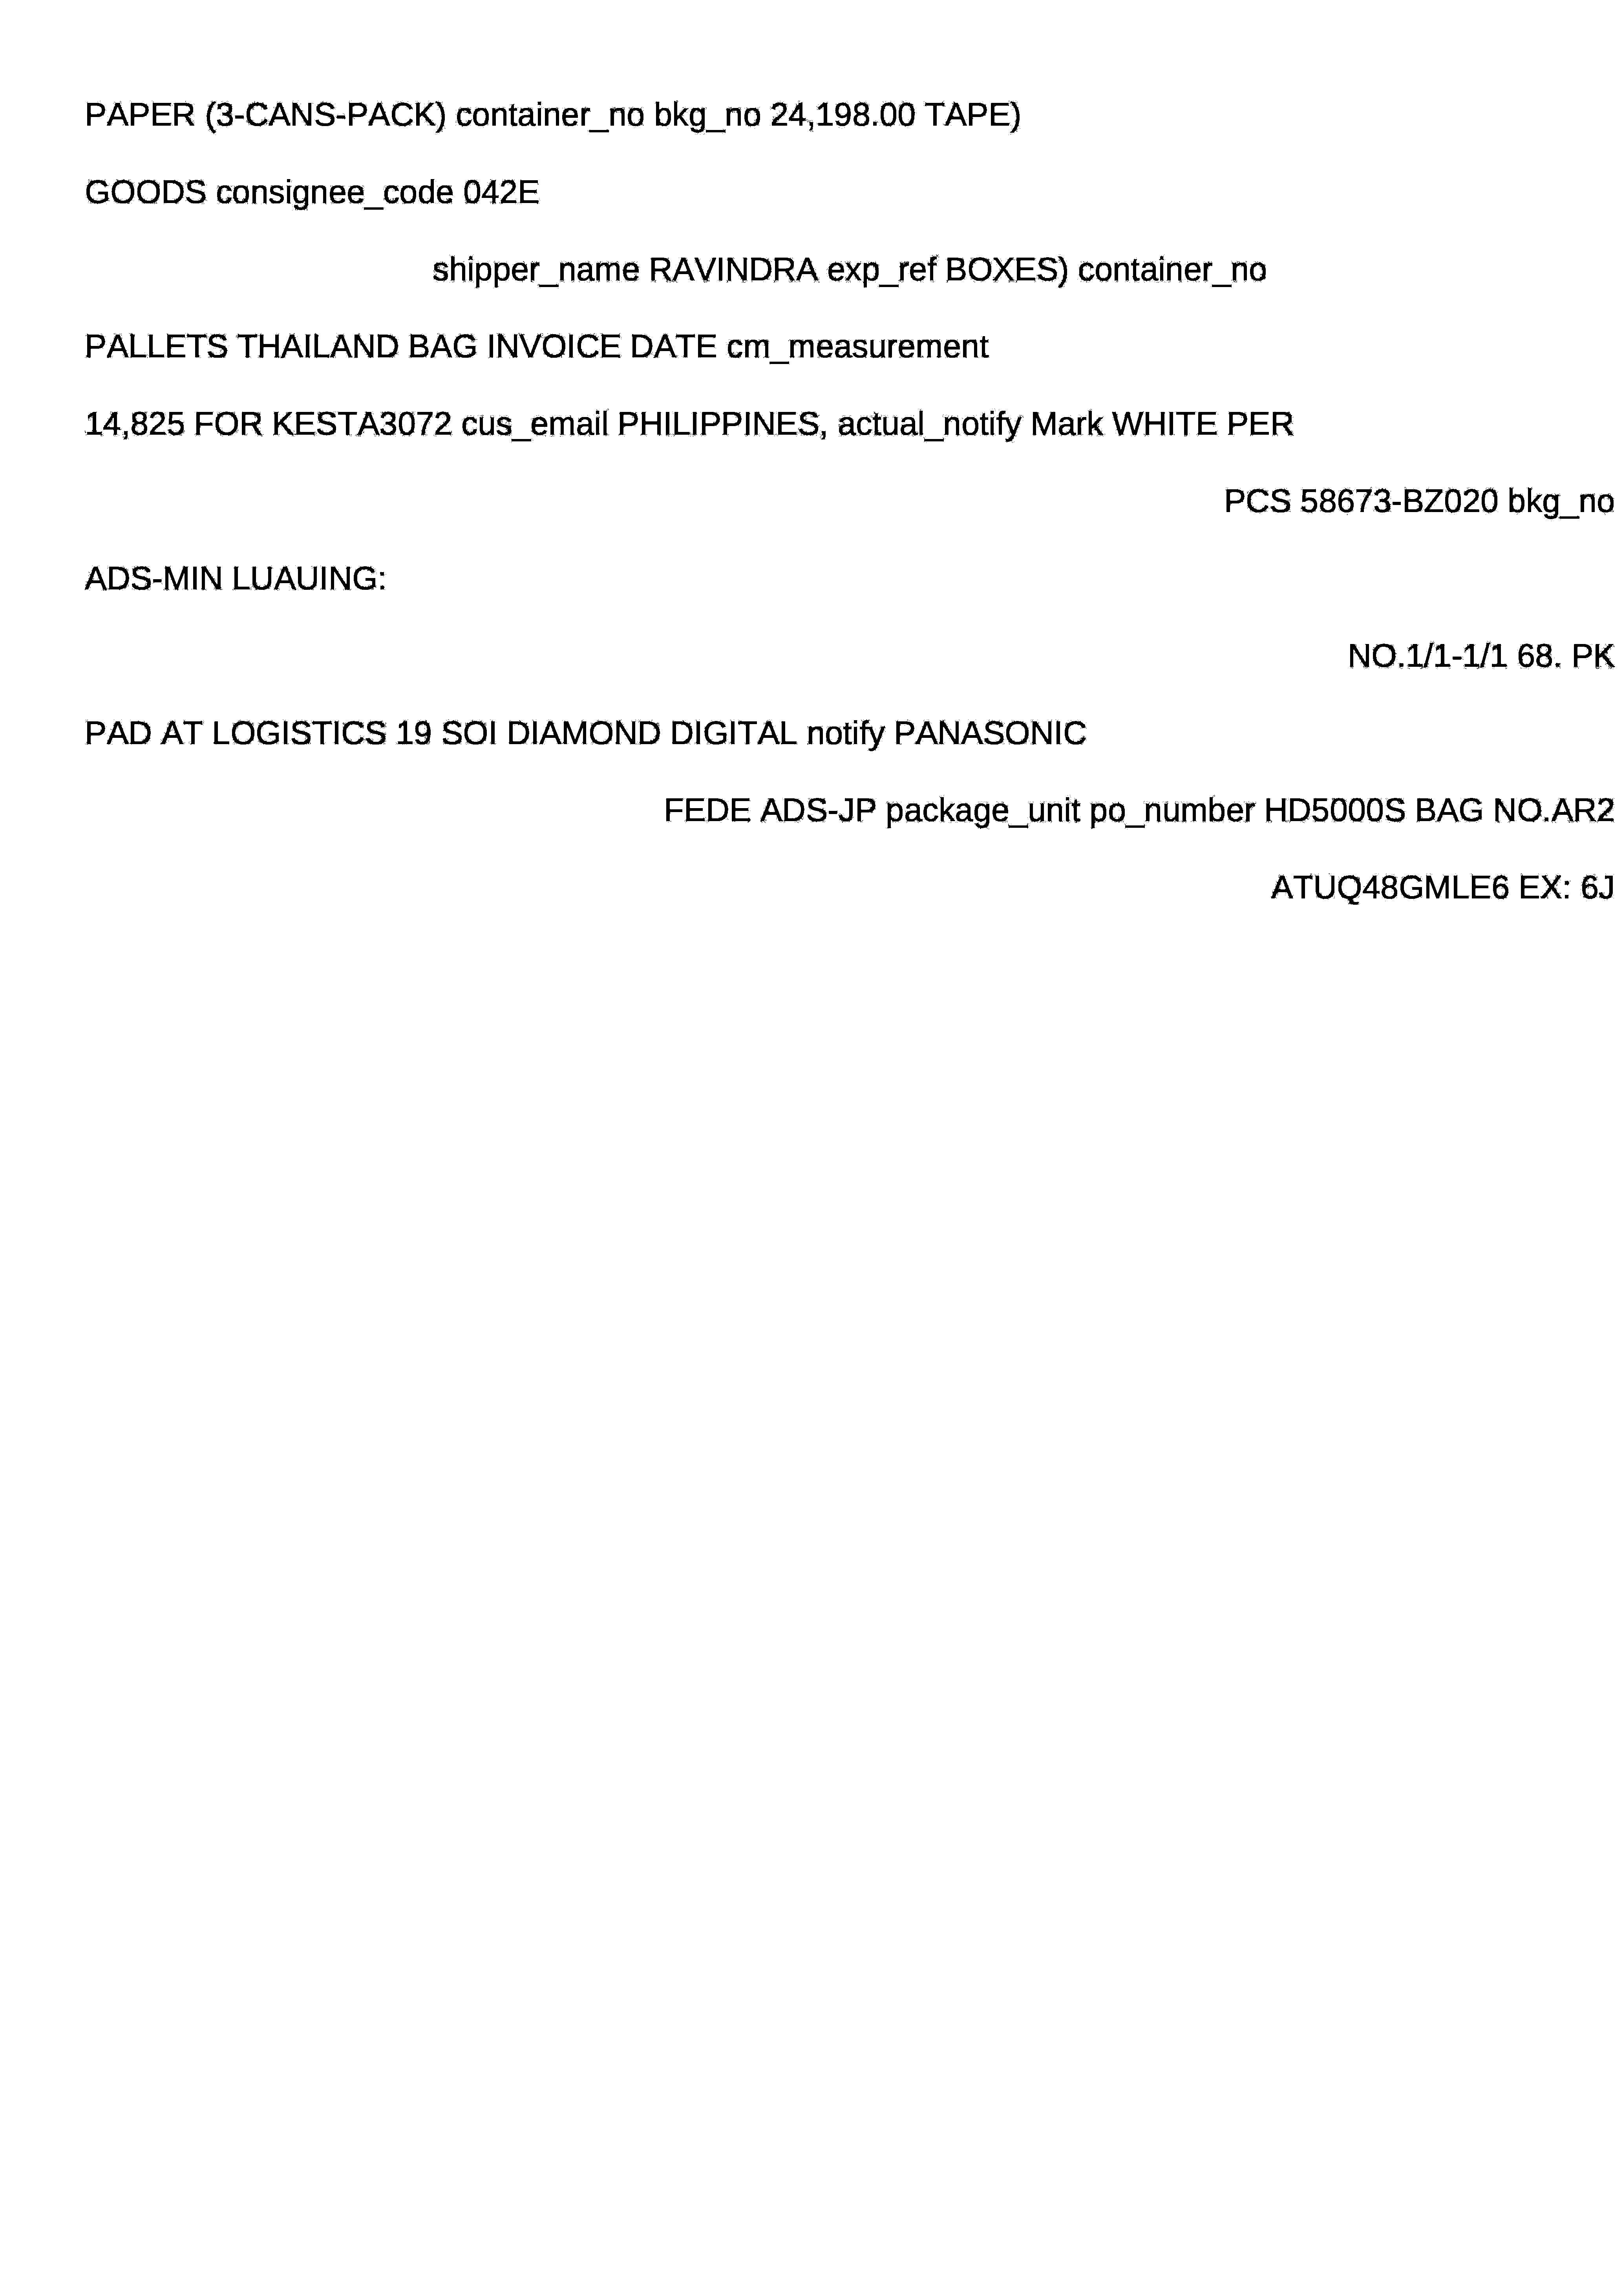 PAPER (3-CANS-PACK) container_no bkg_no 24,198.00 TAPE)
GOODS consignee_code 042E
shipper_name RAVINDRA exp_ref BOXES) container_no
PALLETS THAILAND BAG INVOICE DATE cm_measurement
14,825 FOR KESTA3072 cus_email PHILIPPINES, actual_notify Mark WHITE PER
PCS 58673-BZ020 bkg_no
ADS-MIN LUAUING:
NO.1/1-1/1 68. PK
PAD AT LOGISTICS 19 SOI DIAMOND DIGITAL notify PANASONIC
FEDE ADS-JP package_unit po_number HD5000S BAG NO.AR2
ATUQ48GMLE6 EX: 6J